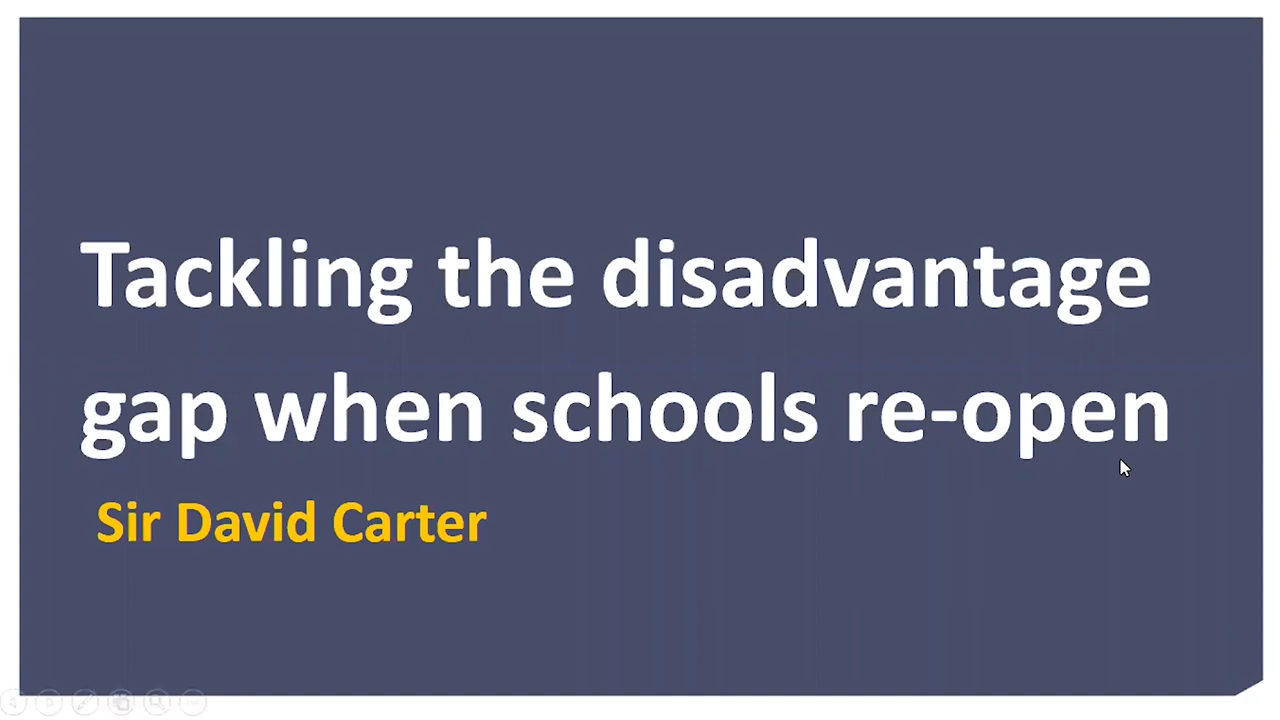 Tackling the disadvantage
gap when schools re-open
Sir David Carter